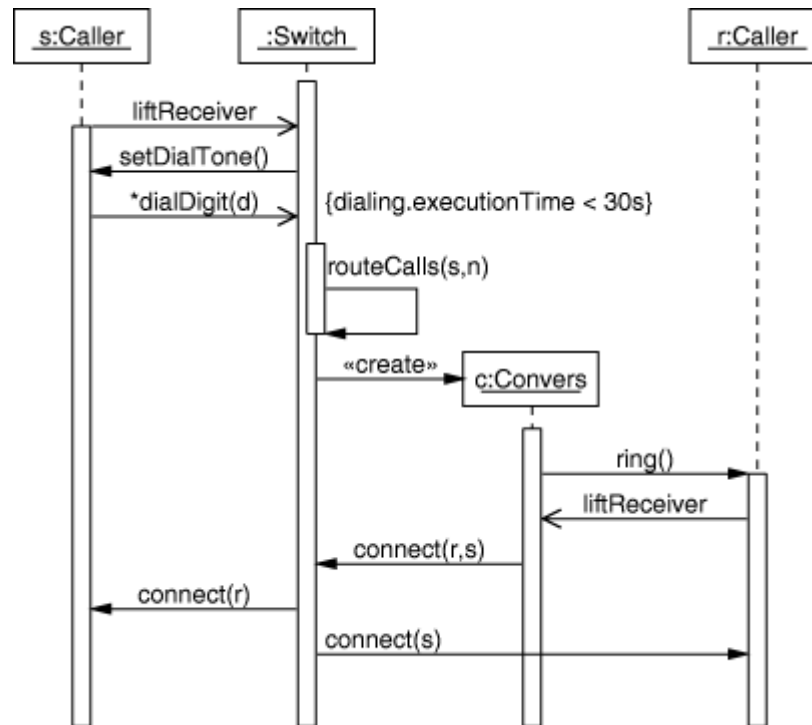 s:Caller
:Switch
r:Caller
liftReceiver
setDialTone()
*dialDigit(d)
{dialing.executionTime < 30s}
routeCalls(s,n)
«create»
c:Convers
ring()
liftReceiver
connect(r,s)
connect(r)
connect(s)